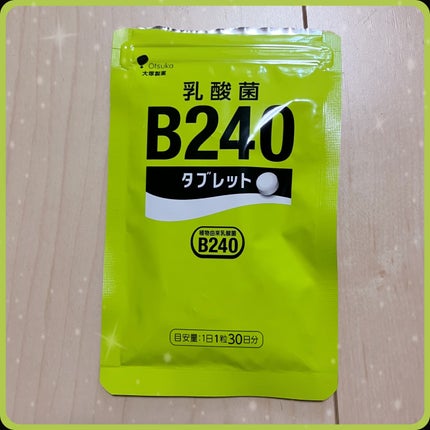 Otsuka
大塚製薬
乳酸菌
B240
タブレット
植物由来乳酸菌
B240
目安量:1日1粒30日分